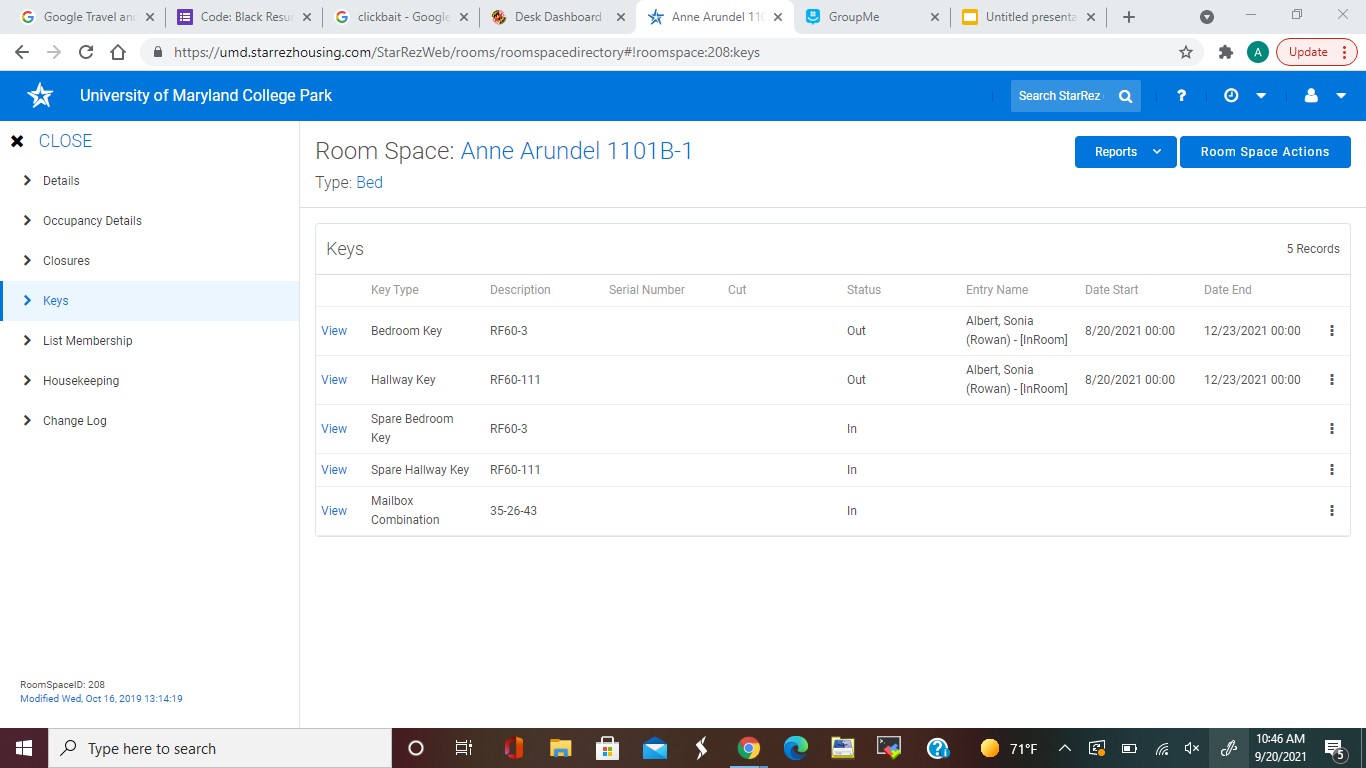 Google Travel and
Code: Black Resu
clickbait - Google
Desk Dashboard
Anne Arundel 110
GroupMe
Untitled presenta
https://umd.starrezhousing.com/StarRezWeb/rooms/roomspacedirectory#!roomspace:208:keys
A
Update
University of Maryland College Park
Search StarRez
?
CLOSE
Details
Occupancy Details
Closures
Keys
List Membership
Housekeeping
Change Log
RoomSpaceID: 208
Modified Wed, Oct 16, 2019 13:14:19
Room Space: Anne Arundel 1101B-1
Type: Bed
Reports
Room Space Actions
Keys
5 Records
Key Type Description Serial Number Cut Status Entry Name Date Start Date End
View Bedroom Key RF60-3 Out Albert, Sonia (Rowan) - [InRoom] 8/20/2021 00:00 12/23/2021 00:00
View Hallway Key RF60-111 Out Albert, Sonia (Rowan) - [InRoom] 8/20/2021 00:00 12/23/2021 00:00
View Spare Bedroom Key RF60-3 In
View Spare Hallway Key RF60-111 In
View Mailbox Combination 35-26-43 In
Type here to search
71°F
10:46 AM
9/20/2021
5